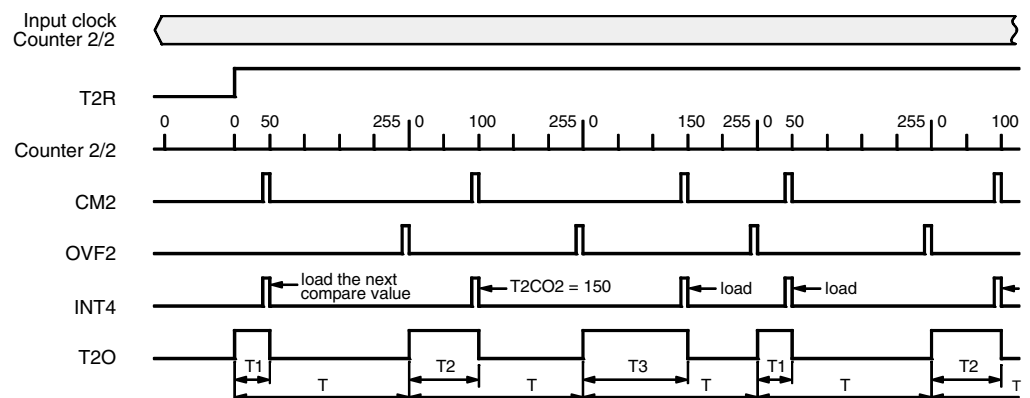 Input clock
Counter 2/2
T2R
0 0 50 255 0 100 255 0 150 255 0 50 255 0 100
Counter 2/2
CM2
OVF2
INT4
load the next
compare value
T2CO2 = 150
load
load
T2O
T1 T2 T3 T1 T2
T T T T T